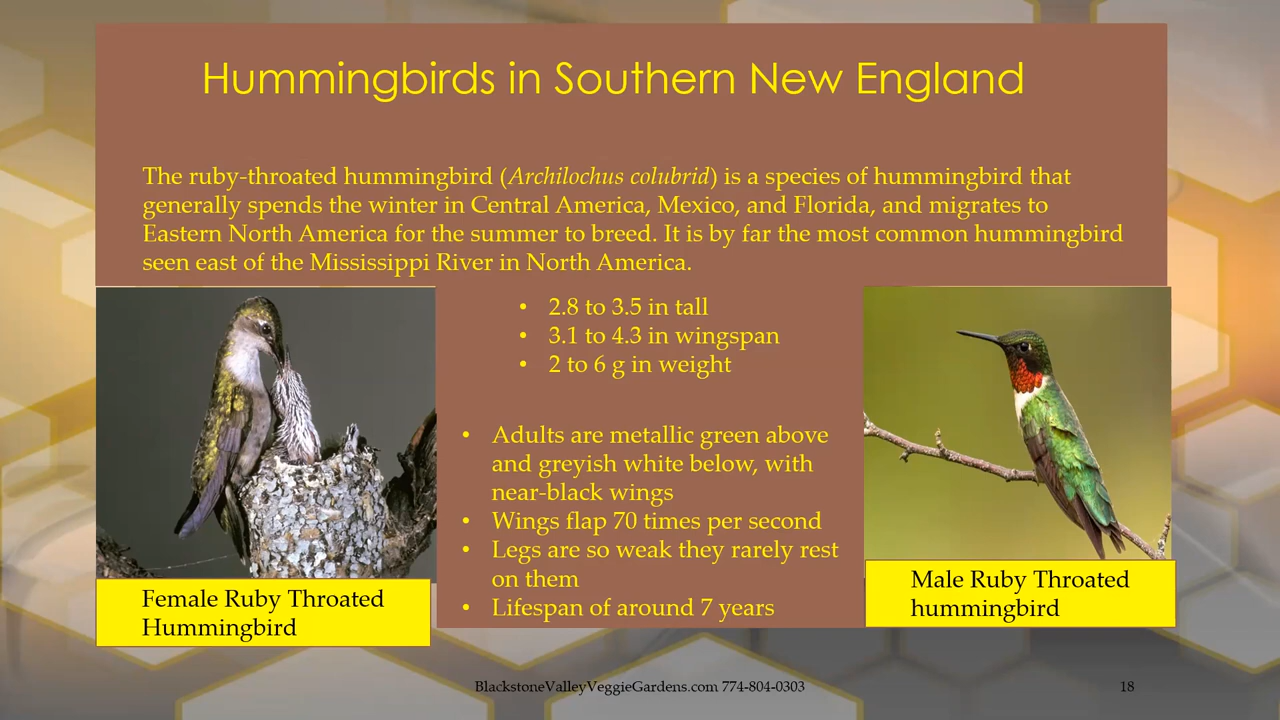 Hummingbirds in Southern New England
The ruby-throated hummingbird (Archilochus colubrid) is a species of hummingbird that
generally spends the winter in Central America, Mexico, and Florida, and migrates to
Eastern North America for the summer to breed. It is by far the most common hummingbird
seen east of the Mississippi River in North America.
• 2.8 to 3.5 in tall
• 3.1 to 4.3 in wingspan
• 2 to 6 g in weight
• Adults are metallic green above
and greyish white below, with
near-black wings
• Wings flap 70 times per second
• Legs are so weak they rarely rest
on them
• Lifespan of around 7 years
Female Ruby Throated
Hummingbird
Male Ruby Throated
hummingbird
BlackstoneValleyVeggieGardens.com 774-804-0303
18